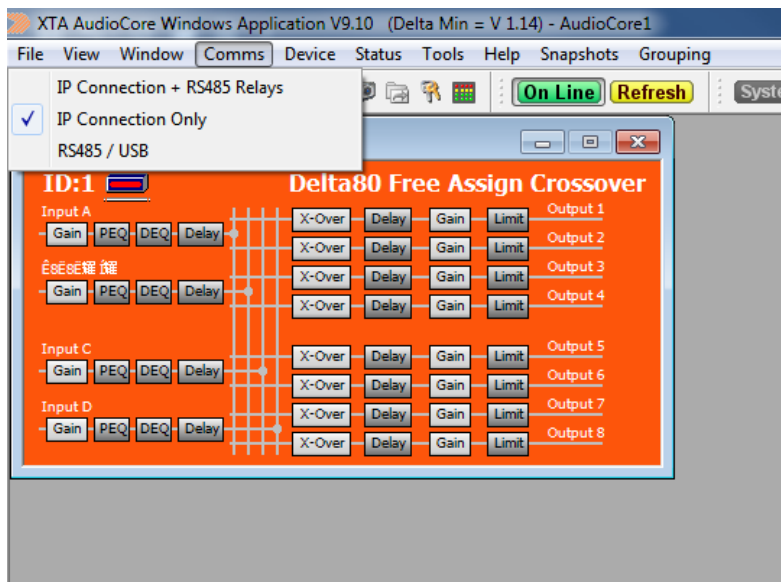 XTA AudioCore Windows Application V9.10 (Delta Min = V 1.14) - AudioCore1
File View Window Comms Device Status Tools Help Snapshots Grouping
IP Connection + RS485 Relays
On Line Refresh
IP Connection Only
RS485 / USB
ID:1 Delta80 Free Assign Crossover
Input A
Gain PEQ DEQ Delay
Gain PEQ DEQ Delay
Input C
Gain PEQ DEQ Delay
Input D
Gain PEQ DEQ Delay
X-Over Delay Gain Limit Output 1
X-Over Delay Gain Limit Output 2
X-Over Delay Gain Limit Output 3
X-Over Delay Gain Limit Output 4
X-Over Delay Gain Limit Output 5
X-Over Delay Gain Limit Output 6
X-Over Delay Gain Limit Output 7
X-Over Delay Gain Limit Output 8